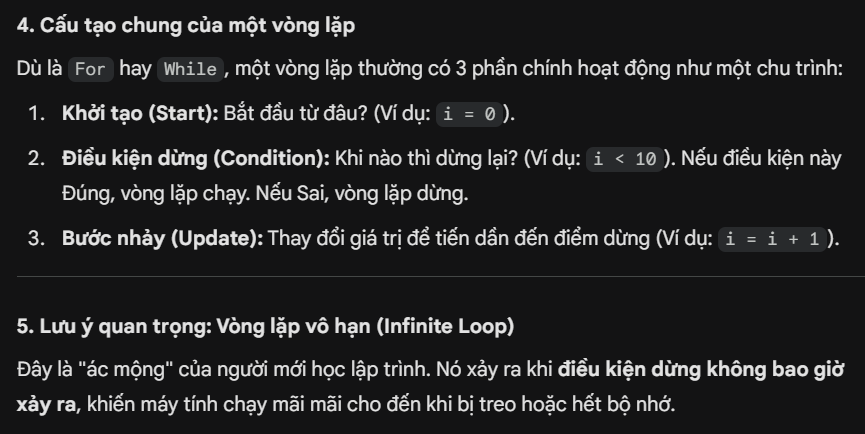 4. Cấu tạo chung của một vòng lặp
Dù là For hay While, một vòng lặp thường có 3 phần chính hoạt động như một chu trình:
1. Khởi tạo (Start): Bắt đầu từ đâu? (Ví dụ: i = 0).
2. Điều kiện dừng (Condition): Khi nào thì dừng lại? (Ví dụ: i < 10). Nếu điều kiện này
Đúng, vòng lặp chạy. Nếu Sai, vòng lặp dừng.
3. Bước nhảy (Update): Thay đổi giá trị để tiến dần đến điểm dừng (Ví dụ: i = i + 1).
5. Lưu ý quan trọng: Vòng lặp vô hạn (Infinite Loop)
Đây là "ác mộng" của người mới học lập trình. Nó xảy ra khi điều kiện dừng không bao giờ
xảy ra, khiến máy tính chạy mãi mãi cho đến khi bị treo hoặc hết bộ nhớ.